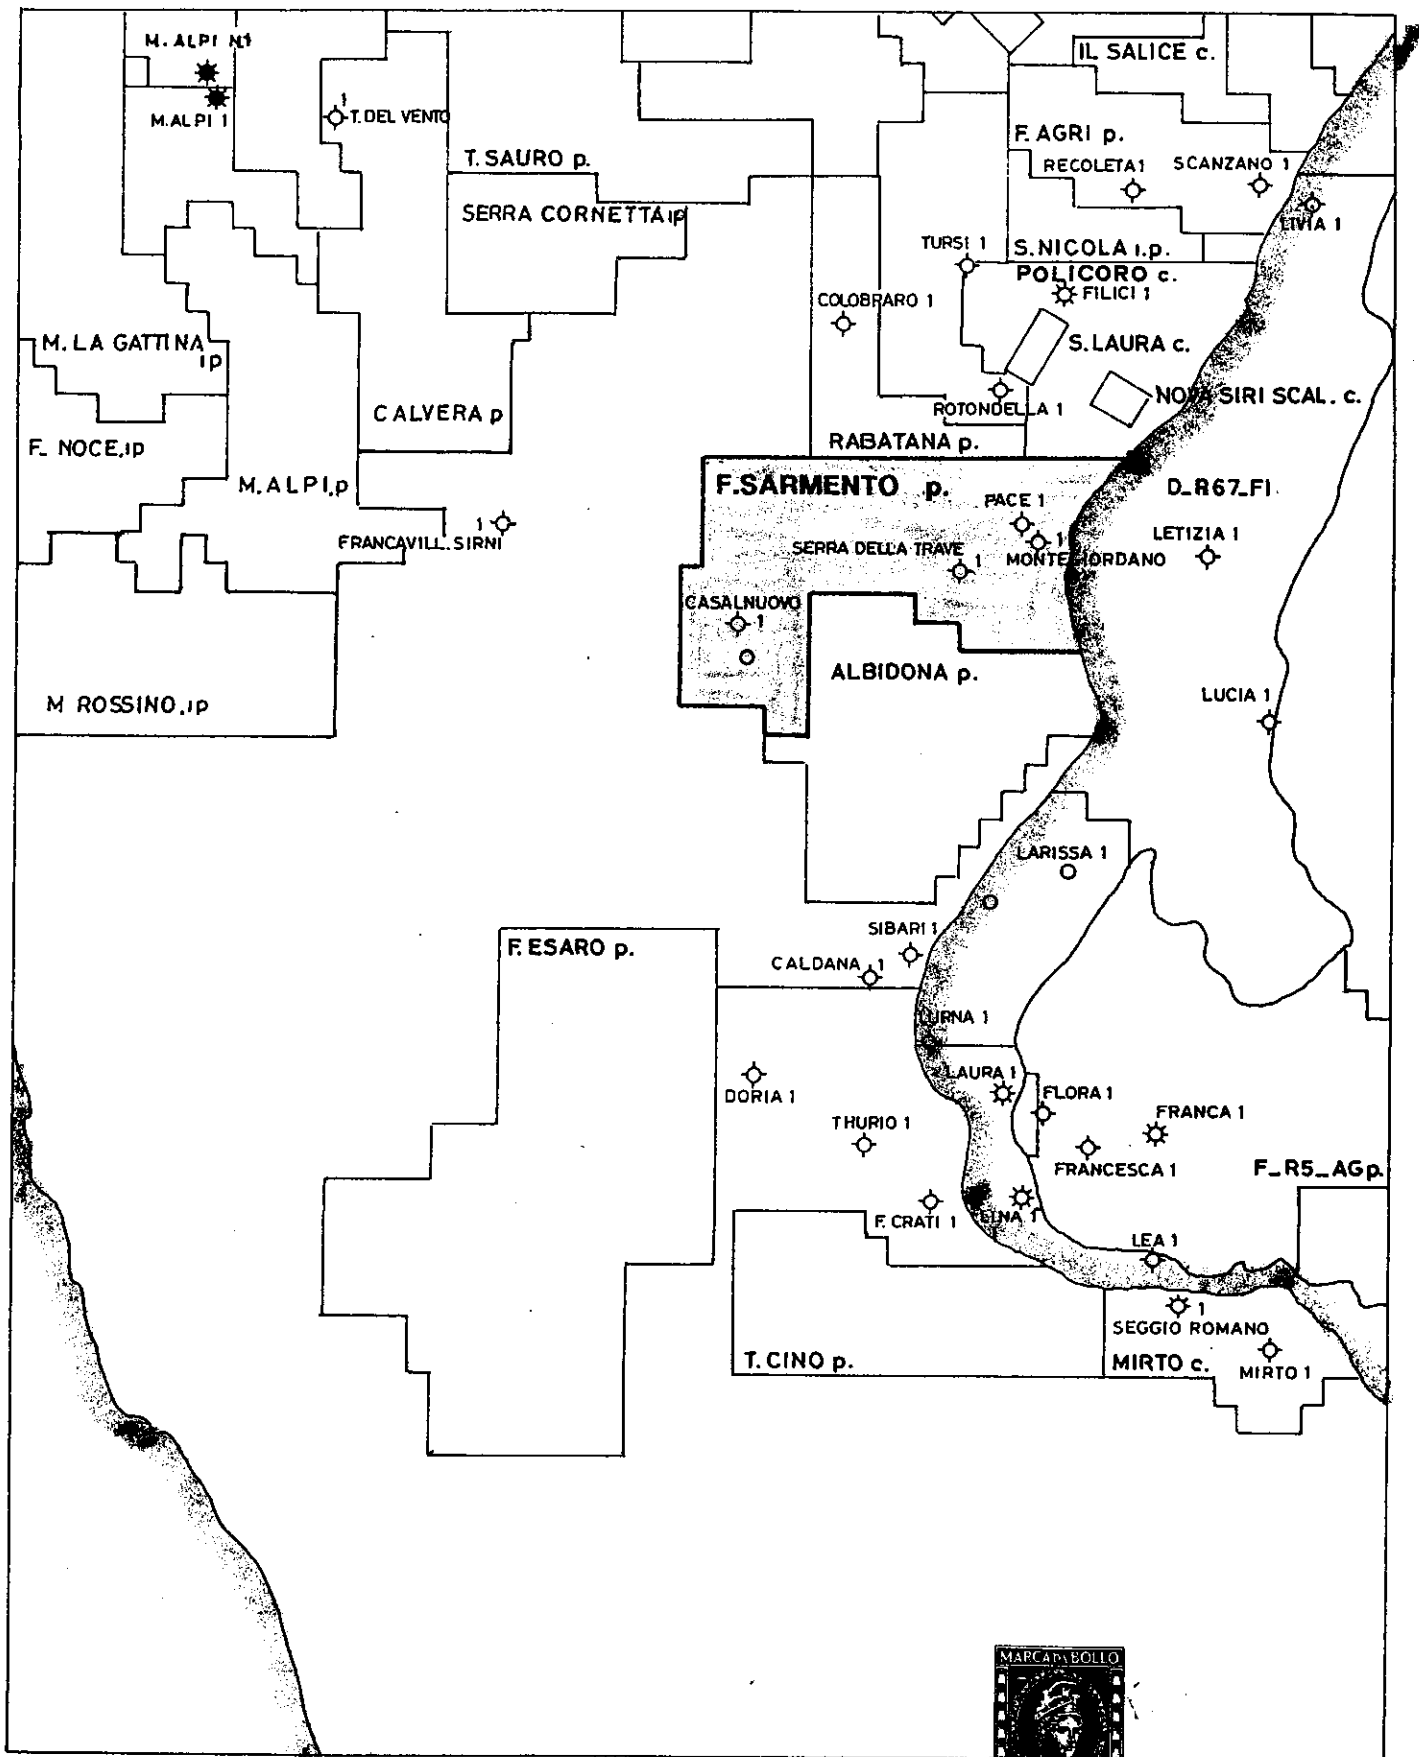 M. ALPI N.1
IL SALICE c.
M.ALPI 1
1
T. DEL VENTO
F. AGRI p.
T. SAURO p.
RECOLETA 1
SCANZANO 1
SERRA CORNETTA ip
LIVIA 1
TURSI 1
S. NICOLA i.p.
POLICORO c.
COLOBRARO 1
FILICI 1
M. LA GATTINA
ip
S. LAURA c.
CALVERA p
ROTONDELLA 1
NOVA SIRI SCAL. c.
F_ NOCE,ip
RABATANA p.
M. ALPI,p
F.SARMENTO p.
D_R67_FI
PACE 1
1
FRANCAVILL. SIRNI
SERRA DELLA TRAVE
1
1
MONTEGIORDANO
LETIZIA 1
CASALNUOVO
1
ALBIDONA p.
M ROSSINO,ip
LUCIA 1
LARISSA 1
SIBARI 1
F. ESARO p.
CALDANA 1
LURNA 1
LAURA 1
DORIA 1
FLORA 1
FRANCA 1
THURIO 1
FRANCESCA 1
F_R5_AG p.
F. CRATI 1
LINA 1
LEA 1
1
SEGGIO ROMANO
T. CINO p.
MIRTO c.
MIRTO 1
MARCA DA BOLLO